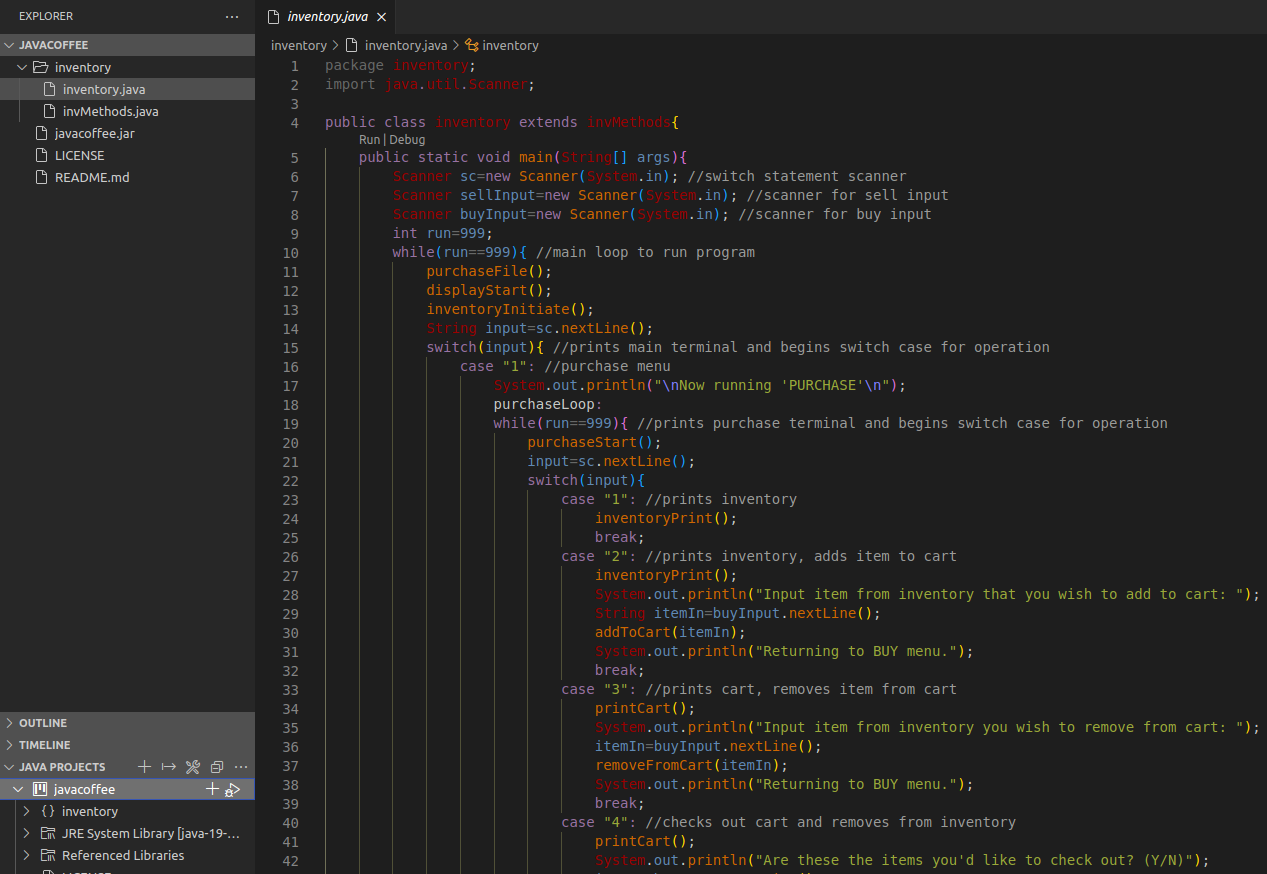 EXPLORER
JAVACOFFEE
inventory
inventory.java
invMethods.java
javacoffee.jar
LICENSE
README.md
OUTLINE
TIMELINE
JAVA PROJECTS
javacoffee
{} inventory
JRE System Library [java-19-...
Referenced Libraries
inventory.java
inventory > inventory.java > inventory
1 package inventory;
2 import java.util.Scanner;
3
4 public class inventory extends invMethods{
Run | Debug
5 public static void main(String[] args){
6 Scanner sc=new Scanner(System.in); //switch statement scanner
7 Scanner sellInput=new Scanner(System.in); //scanner for sell input
8 Scanner buyInput=new Scanner(System.in); //scanner for buy input
9 int run=999;
10 while(run==999){ //main loop to run program
11 purchaseFile();
12 displayStart();
13 inventoryInitiate();
14 String input=sc.nextLine();
15 switch(input){ //prints main terminal and begins switch case for operation
16 case "1": //purchase menu
17 System.out.println("\nNow running 'PURCHASE'\n");
18 purchaseLoop:
19 while(run==999){ //prints purchase terminal and begins switch case for operation
20 purchaseStart();
21 input=sc.nextLine();
22 switch(input){
23 case "1": //prints inventory
24 inventoryPrint();
25 break;
26 case "2": //prints inventory, adds item to cart
27 inventoryPrint();
28 System.out.println("Input item from inventory that you wish to add to cart: ");
29 String itemIn=buyInput.nextLine();
30 addToCart(itemIn);
31 System.out.println("Returning to BUY menu.");
32 break;
33 case "3": //prints cart, removes item from cart
34 printCart();
35 System.out.println("Input item from inventory you wish to remove from cart: ");
36 itemIn=buyInput.nextLine();
37 removeFromCart(itemIn);
38 System.out.println("Returning to BUY menu.");
39 break;
40 case "4": //checks out cart and removes from inventory
41 printCart();
42 System.out.println("Are these the items you'd like to check out? (Y/N)");